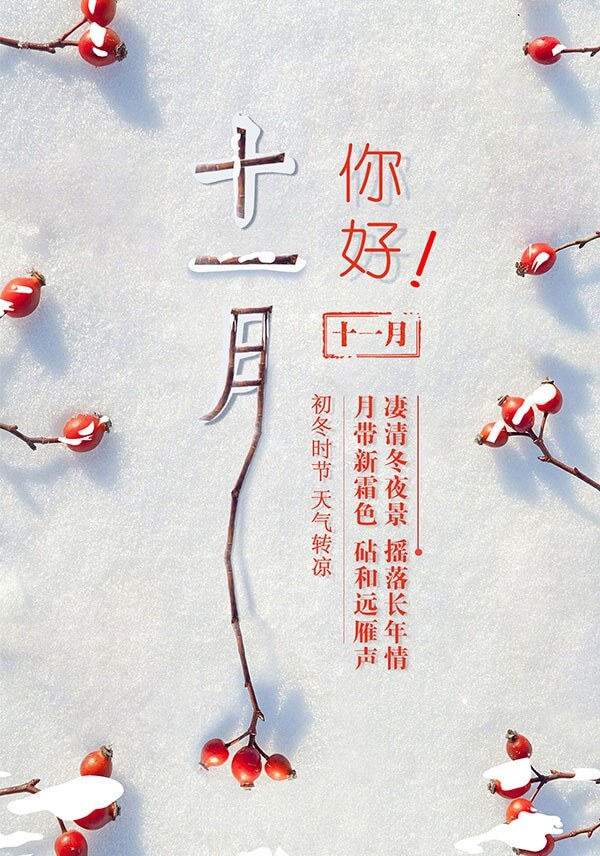 十一月
你好!
十一月
凄清冬夜景 摇落长年情
月带新霜色 砧和远雁声
初冬时节 天气转凉